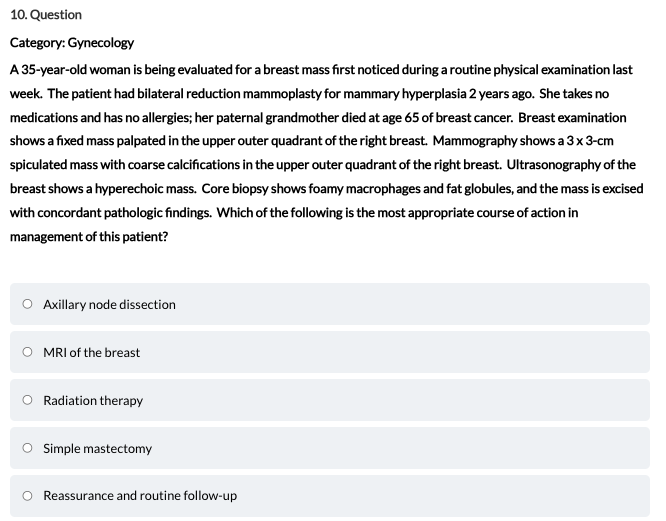 10. Question
Category: Gynecology
A 35-year-old woman is being evaluated for a breast mass first noticed during a routine physical examination last
week. The patient had bilateral reduction mammoplasty for mammary hyperplasia 2 years ago. She takes no
medications and has no allergies; her paternal grandmother died at age 65 of breast cancer. Breast examination
shows a fixed mass palpated in the upper outer quadrant of the right breast. Mammography shows a 3 x 3-cm
spiculated mass with coarse calcifications in the upper outer quadrant of the right breast. Ultrasonography of the
breast shows a hyperechoic mass. Core biopsy shows foamy macrophages and fat globules, and the mass is excised
with concordant pathologic findings. Which of the following is the most appropriate course of action in
management of this patient?
Axillary node dissection
MRI of the breast
Radiation therapy
Simple mastectomy
Reassurance and routine follow-up